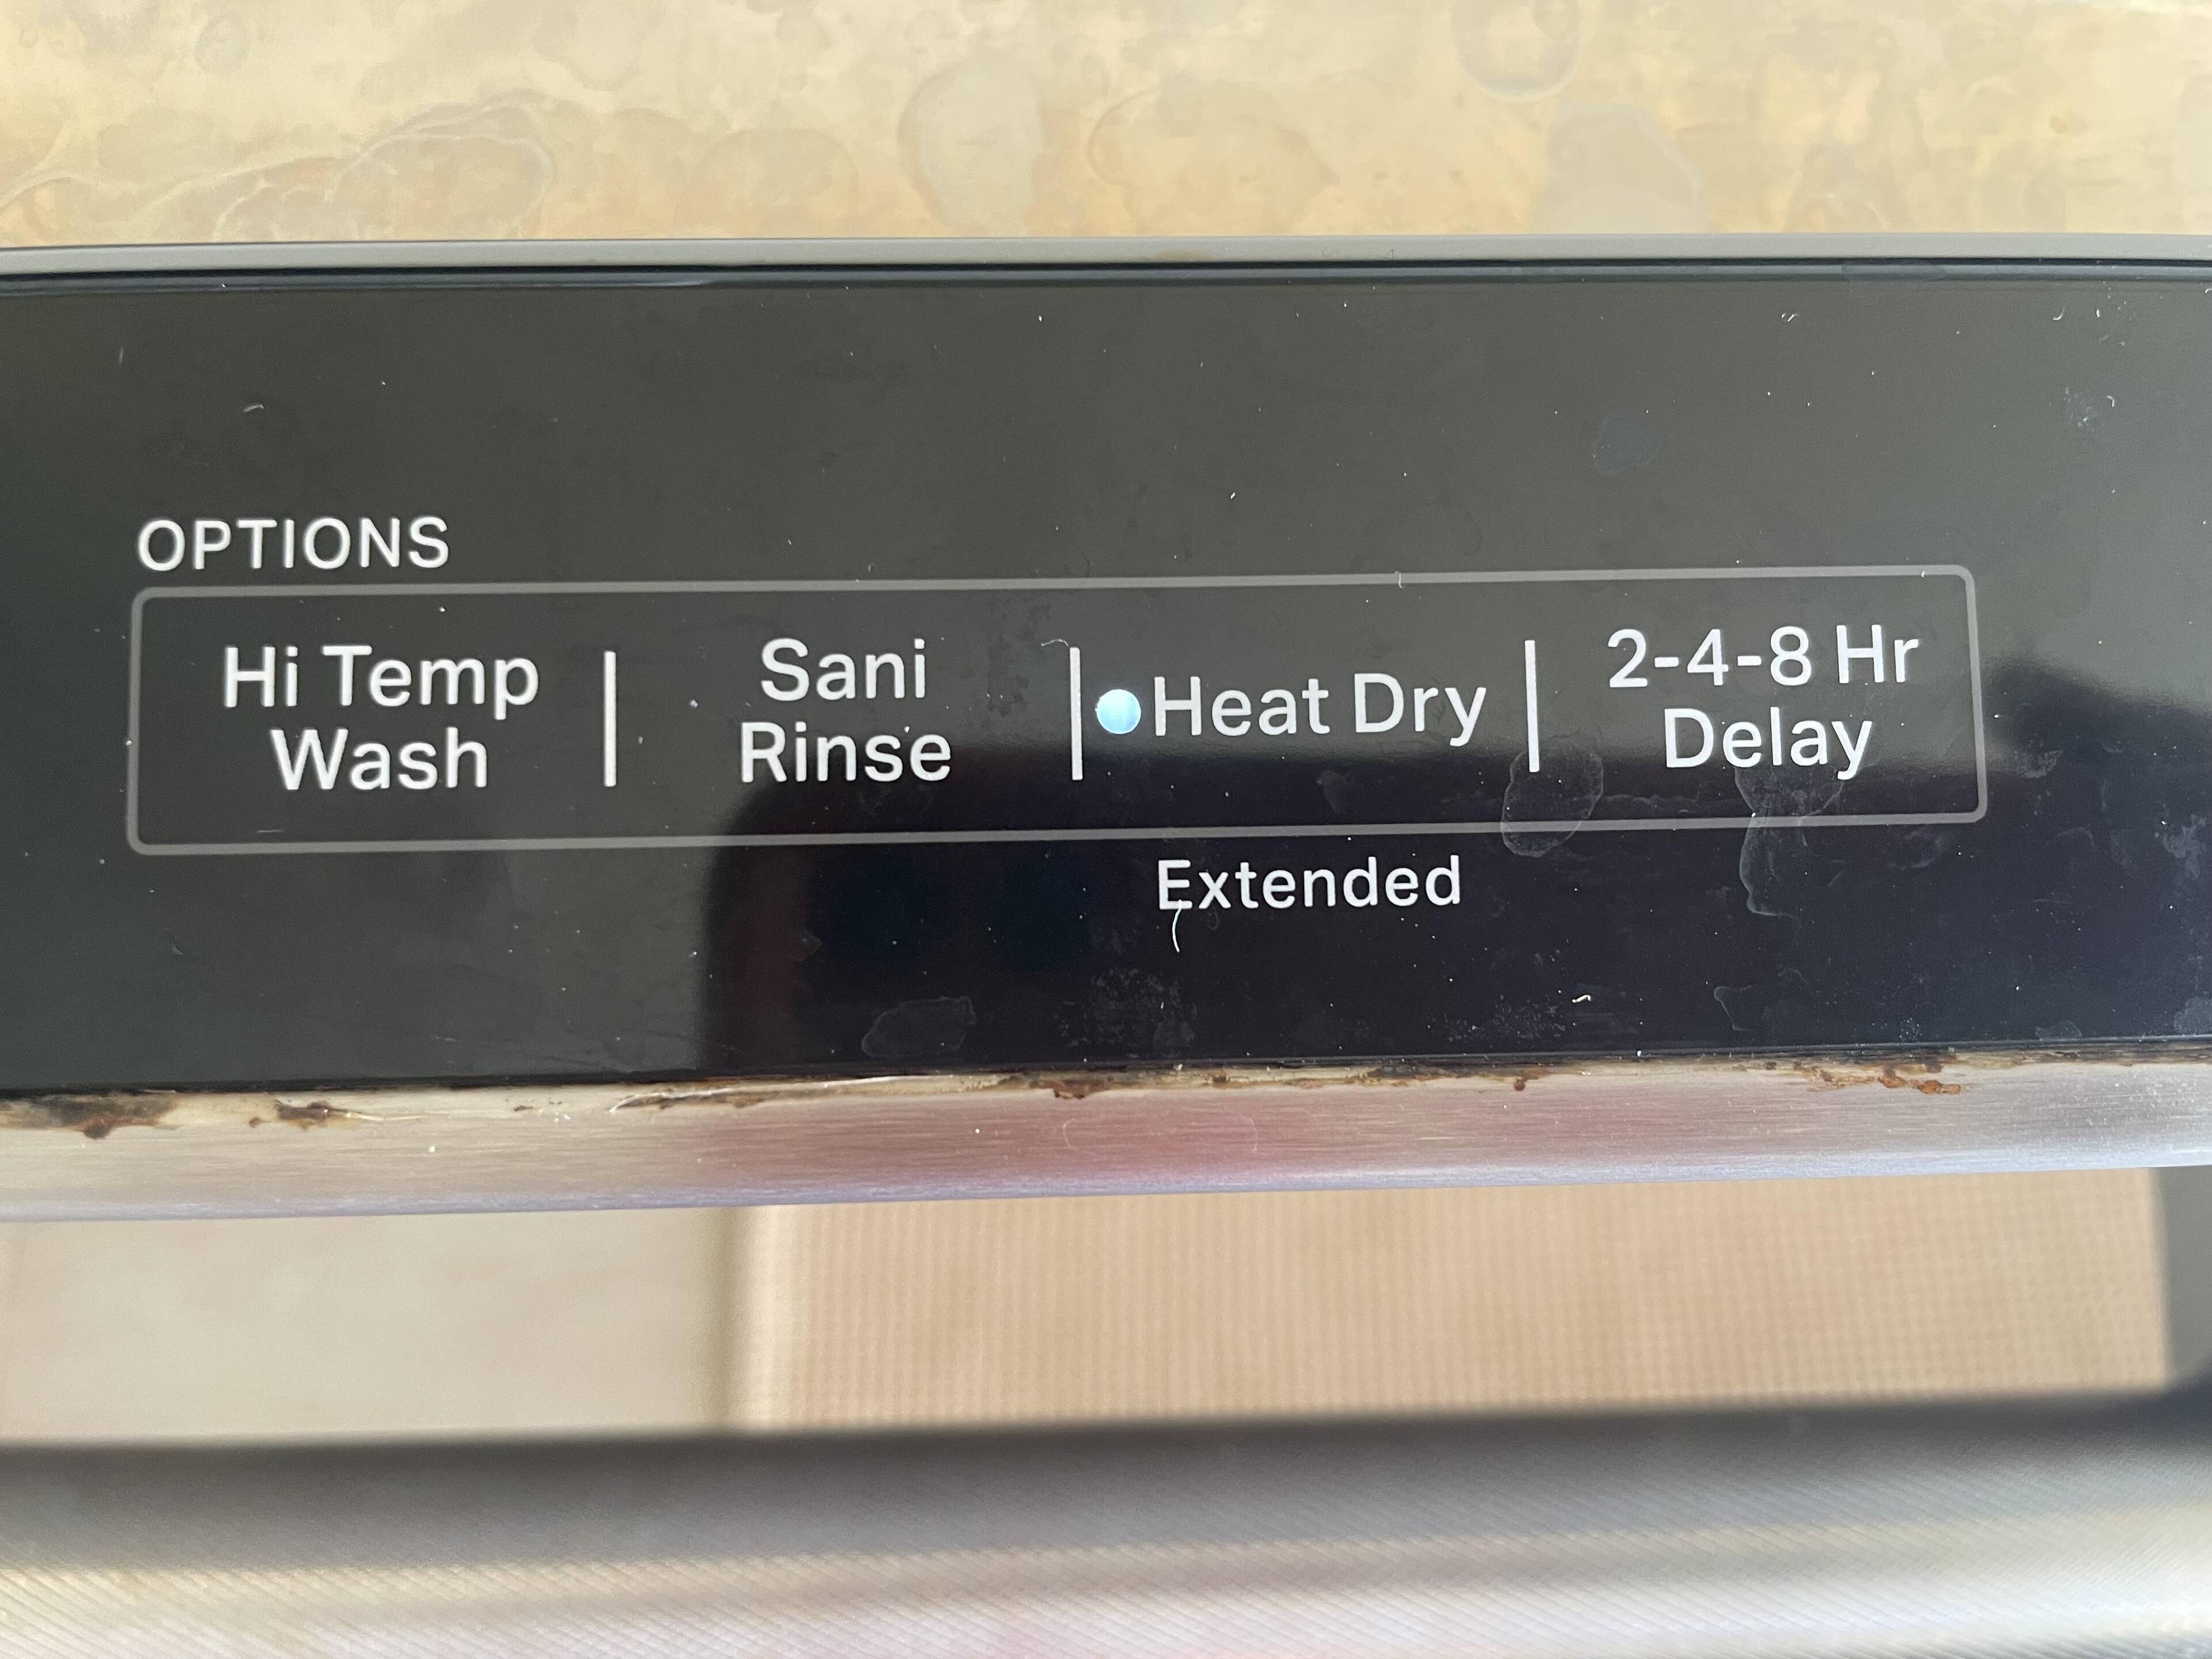 OPTIONS
Hi Temp
Wash
Sani
Rinse
Heat Dry
2-4-8 Hr
Delay
Extended